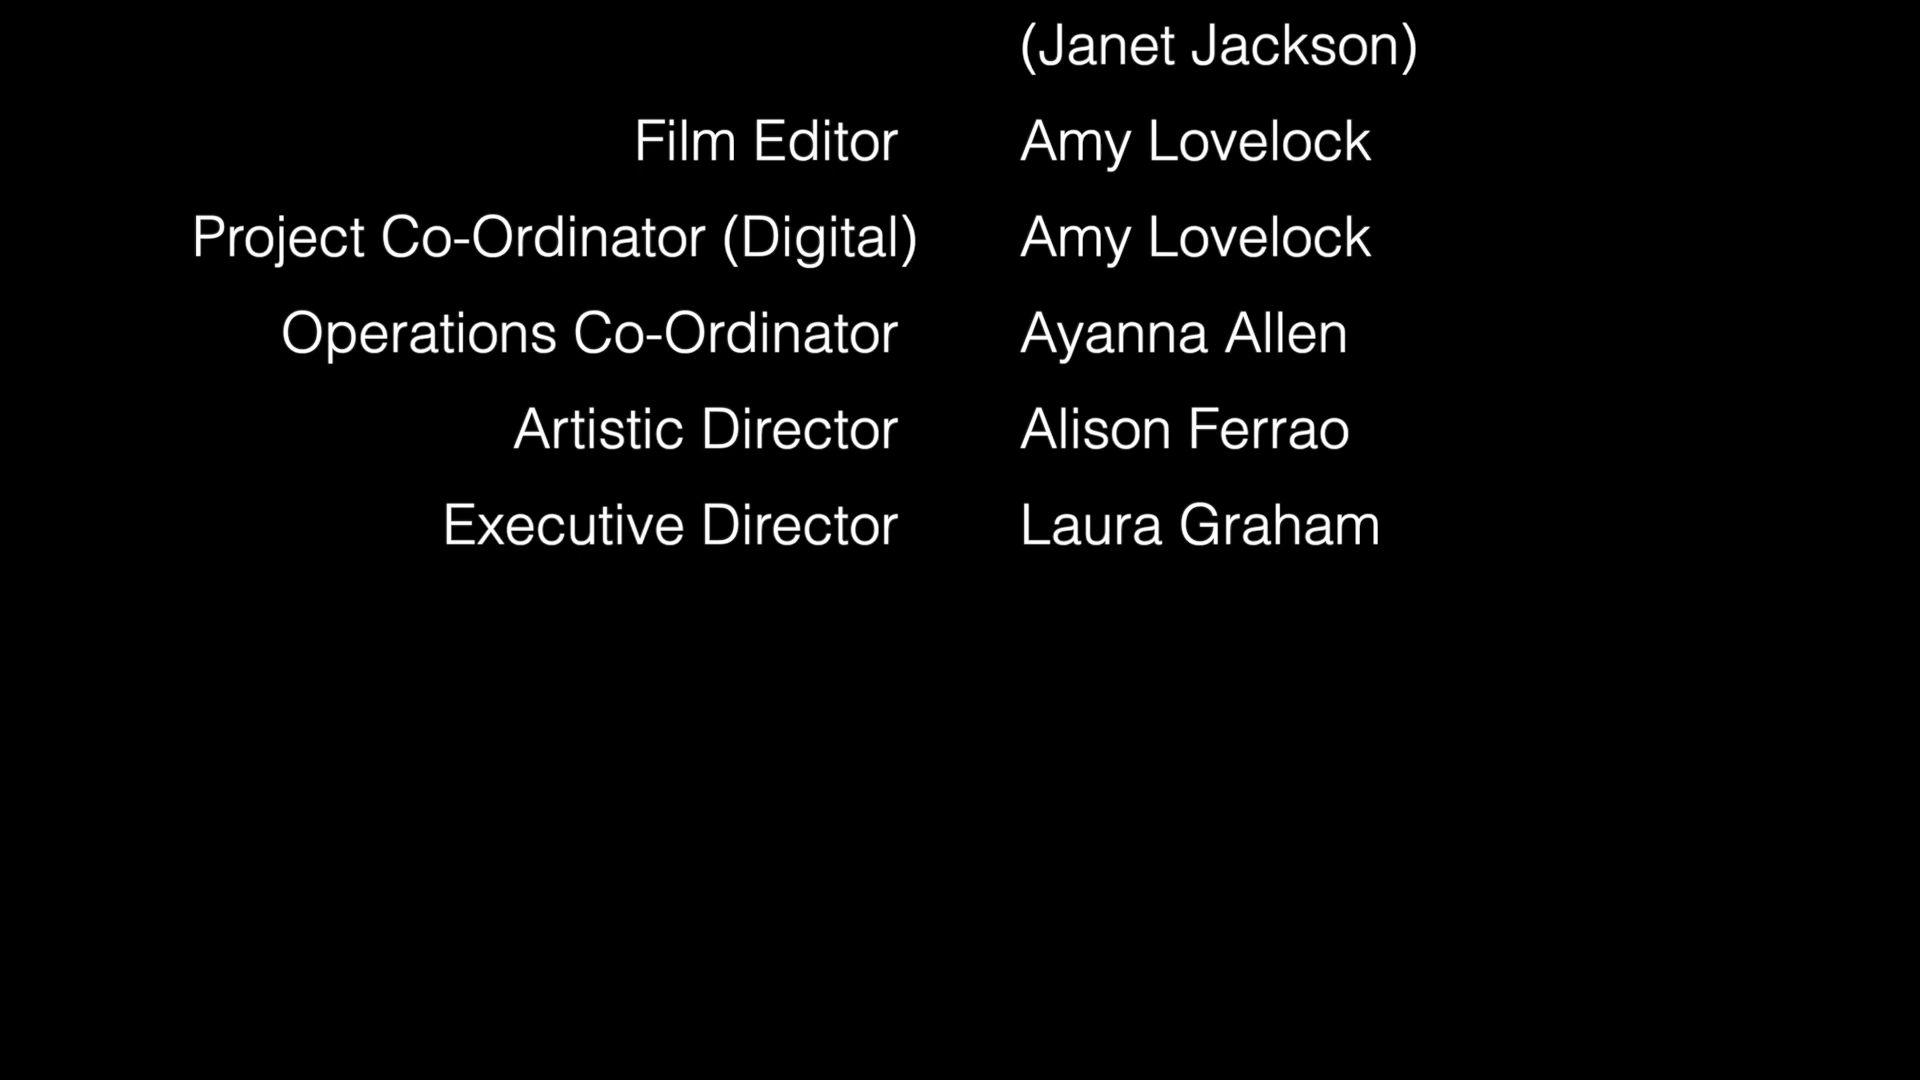 (Janet Jackson)
Film Editor Amy Lovelock
Project Co-Ordinator (Digital) Amy Lovelock
Operations Co-Ordinator Ayanna Allen
Artistic Director Alison Ferrao
Executive Director Laura Graham